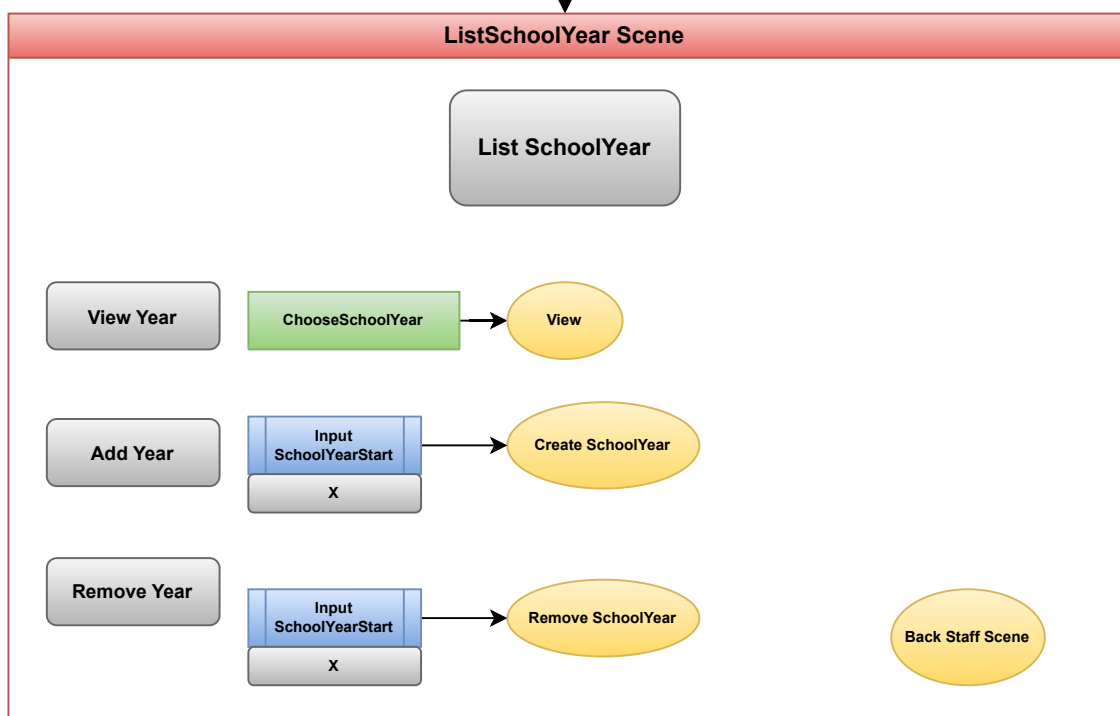 ListSchoolYear Scene
List SchoolYear
View Year
ChooseSchoolYear
View
Add Year
Input
SchoolYearStart
X
Create SchoolYear
Remove Year
Input
SchoolYearStart
X
Remove SchoolYear
Back Staff Scene